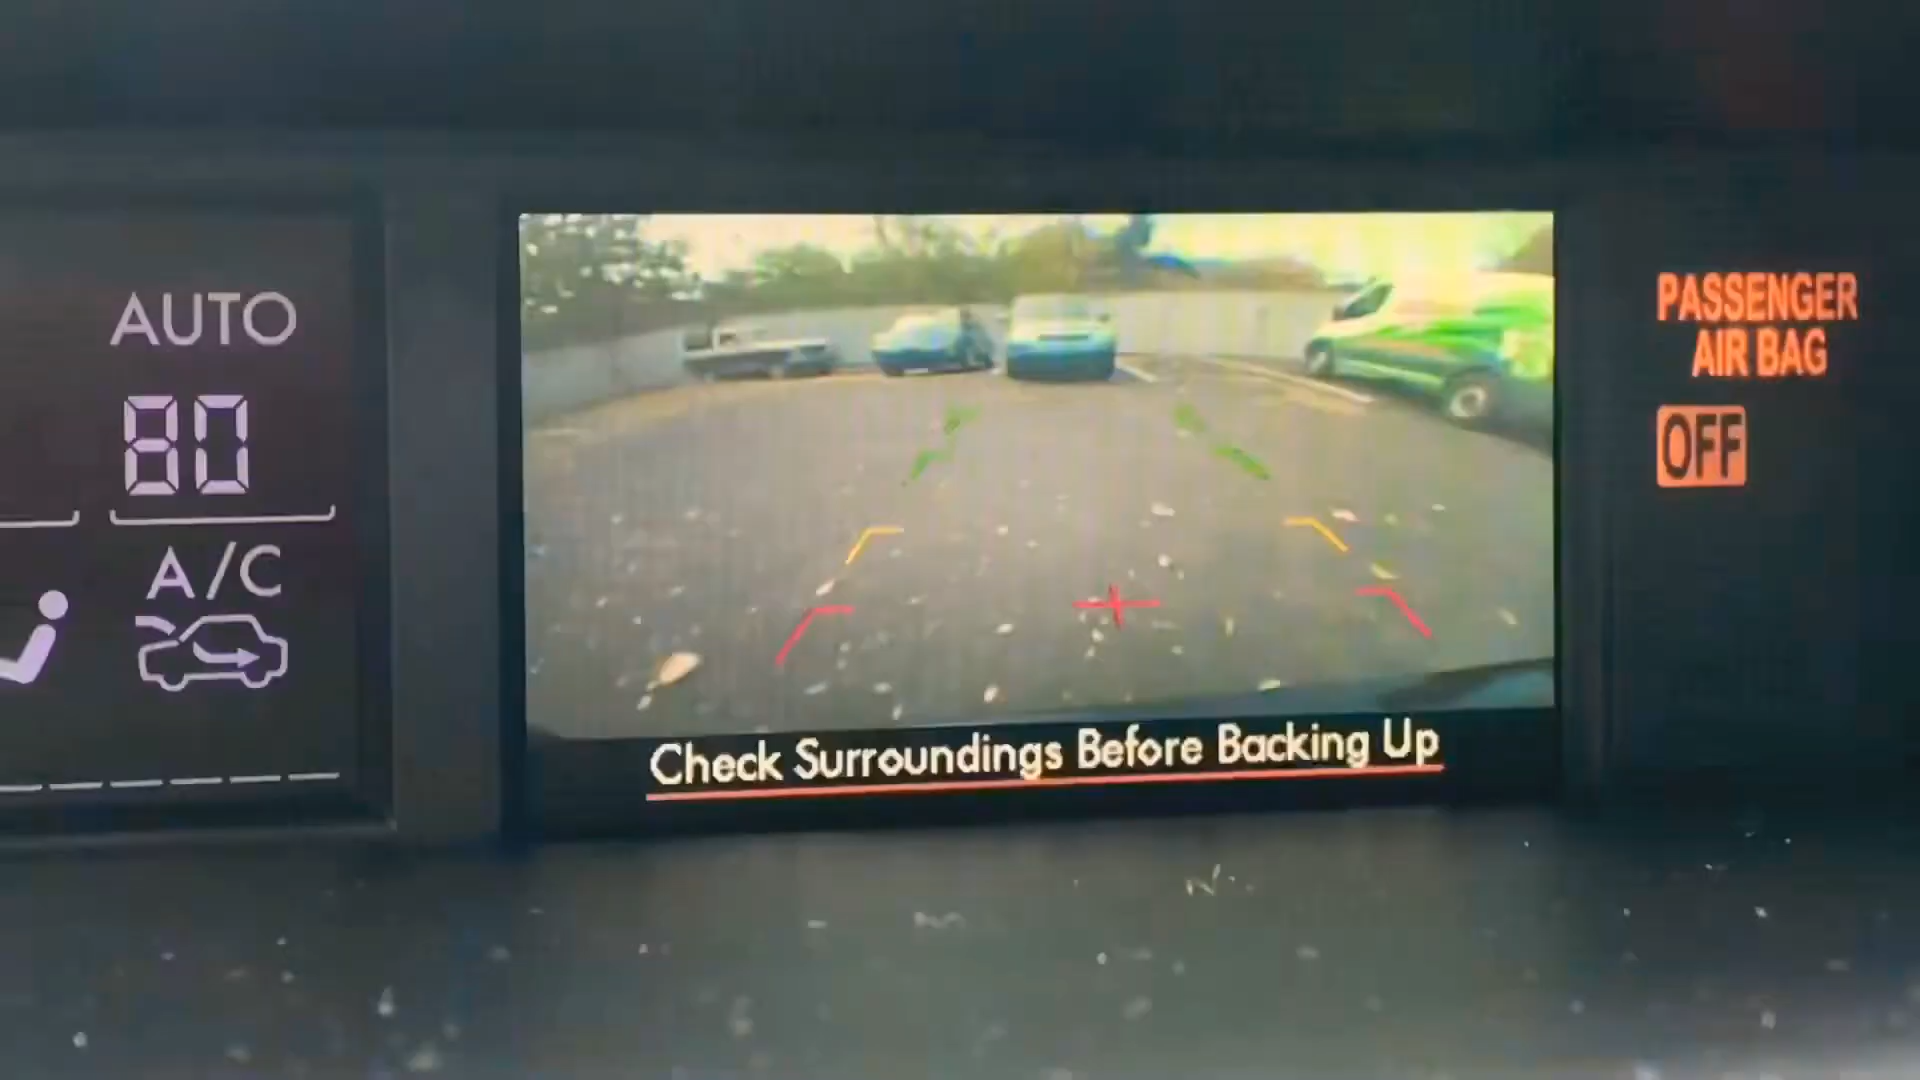 AUTO
80
A/C
Check Surroundings Before Backing Up
PASSENGER
AIR BAG
OFF